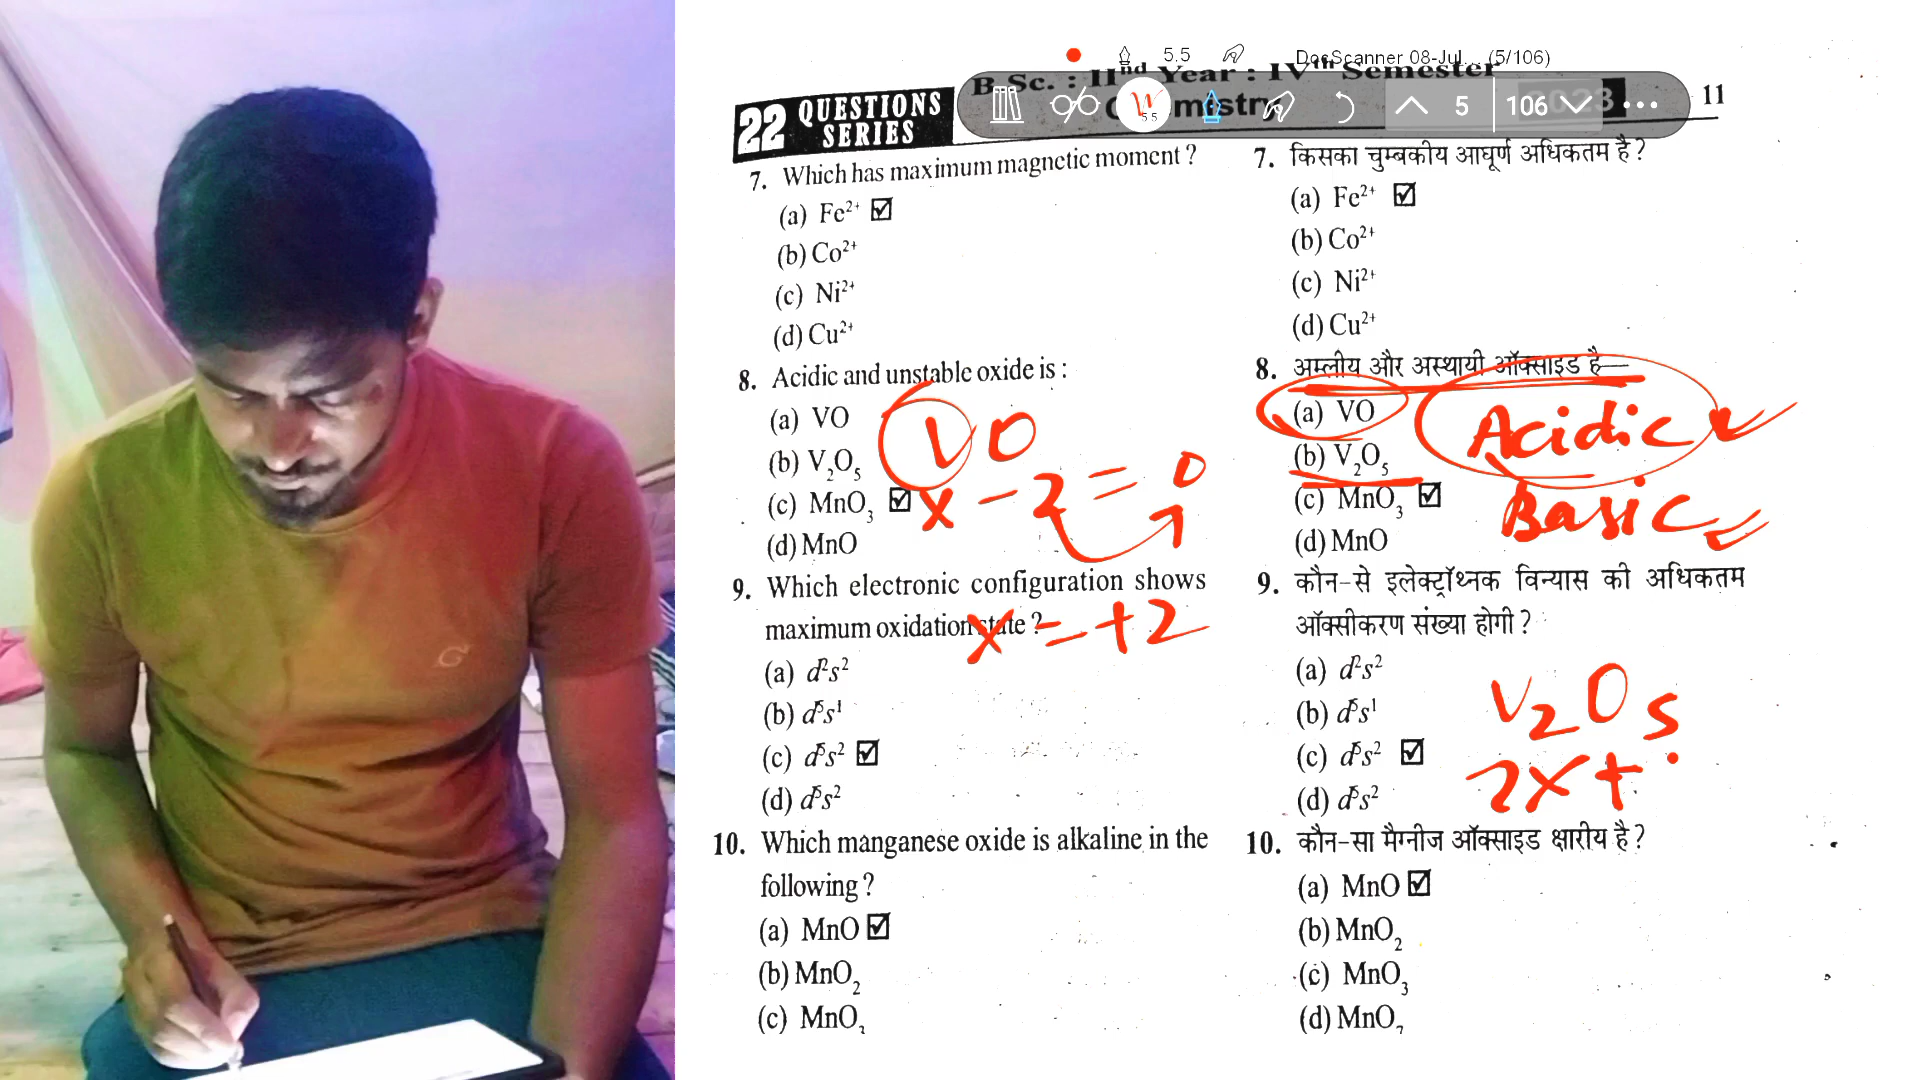 5.5
DocScanner 08-Jul... (5/106)
22 QUESTIONS SERIES
B.Sc. : IInd Year : IVth Semester
5 106 11
7. Which has maximum magnetic moment ?
(a) Fe²⁺ ☑
(b) Co²⁺
(c) Ni²⁺
(d) Cu²⁺
8. Acidic and unstable oxide is :
(a) VO
(b) V₂O₅
(c) MnO₃ ☑
(d) MnO
VO
x - 2 = 0
x = +2
9. Which electronic configuration shows
maximum oxidation state ?
(a) d²s²
(b) d⁵s¹
(c) d⁵s² ☑
(d) d⁵s²
10. Which manganese oxide is alkaline in the
following ?
(a) MnO ☑
(b) MnO₂
(c) MnO₃
7. किसका चुम्बकीय आघूर्ण अधिकतम है ?
(a) Fe²⁺ ☑
(b) Co²⁺
(c) Ni²⁺
(d) Cu²⁺
8. अम्लीय और अस्थायी ऑक्साइड है—
(a) VO
(b) V₂O₅
(c) MnO₃ ☑
(d) MnO
Acidic
Basic
9. कौन-से इलेक्ट्रॉनिक विन्यास की अधिकतम
ऑक्सीकरण संख्या होगी ?
(a) d²s²
(b) d⁵s¹
(c) d⁵s² ☑
(d) d⁵s²
V₂O₅
2x +
10. कौन-सा मैग्नीज ऑक्साइड क्षारीय है ?
(a) MnO ☑
(b) MnO₂
(c) MnO₃
(d) MnO₂